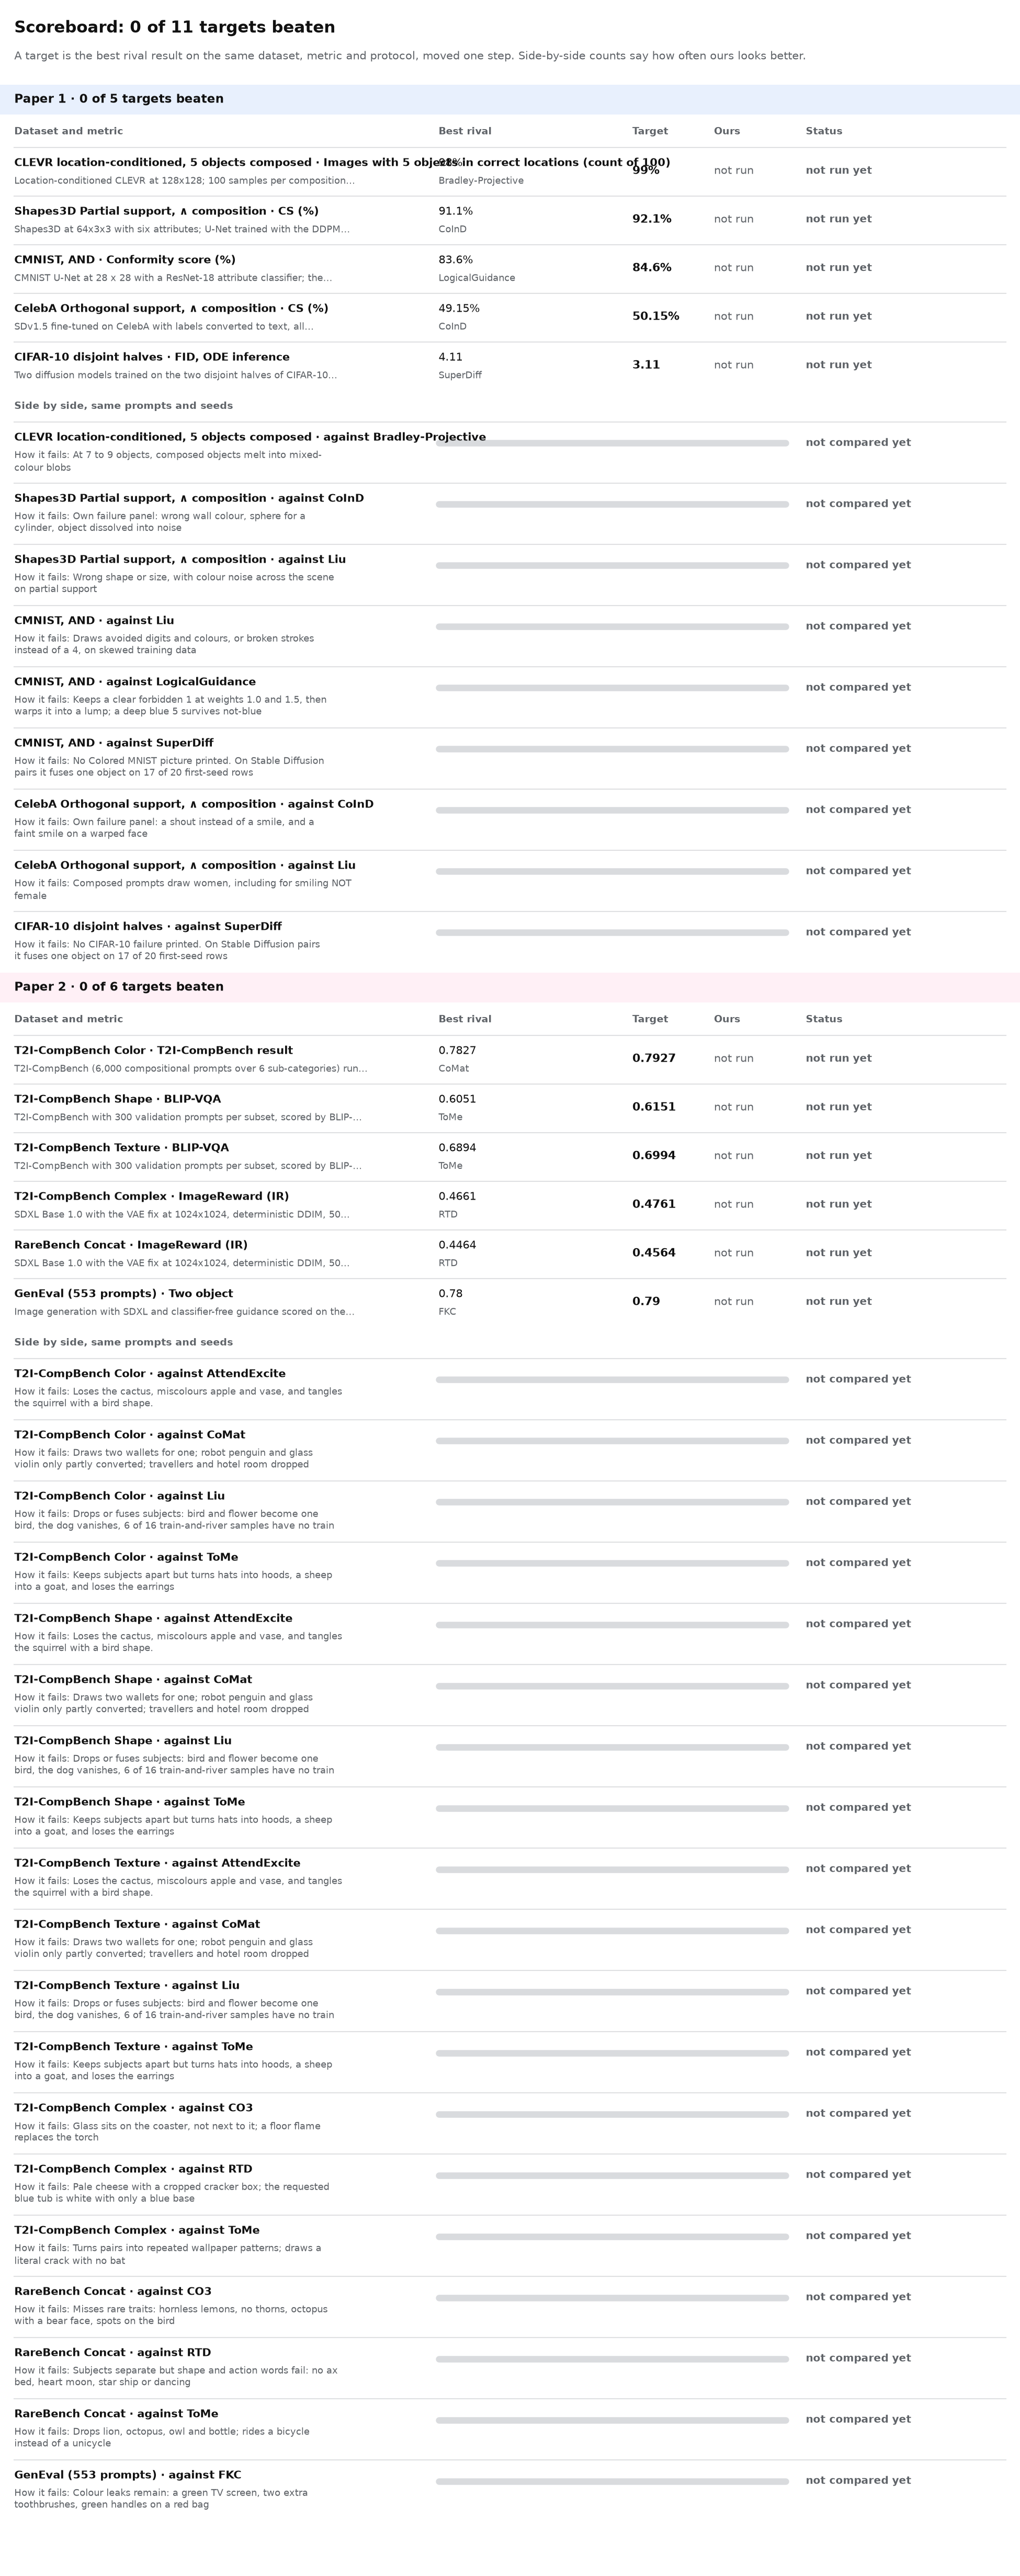 Scoreboard: 0 of 11 targets beaten
A target is the best rival result on the same dataset, metric and protocol, moved one step. Side-by-side counts say how often ours looks better.
Paper 1 · 0 of 5 targets beaten
Dataset and metric Best rival Target Ours Status
CLEVR location-conditioned, 5 objects composed · Images with 5 objects in correct locations (count of 100) 98% 99% not run not run yet
Location-conditioned CLEVR at 128x128; 100 samples per composition… Bradley-Projective
Shapes3D Partial support, ∧ composition · CS (%) 91.1% 92.1% not run not run yet
Shapes3D at 64x3x3 with six attributes; U-Net trained with the DDPM… CoInD
CMNIST, AND · Conformity score (%) 83.6% 84.6% not run not run yet
CMNIST U-Net at 28 x 28 with a ResNet-18 attribute classifier; the… LogicalGuidance
CelebA Orthogonal support, ∧ composition · CS (%) 49.15% 50.15% not run not run yet
SDv1.5 fine-tuned on CelebA with labels converted to text, all… CoInD
CIFAR-10 disjoint halves · FID, ODE inference 4.11 3.11 not run not run yet
Two diffusion models trained on the two disjoint halves of CIFAR-10… SuperDiff
Side by side, same prompts and seeds
CLEVR location-conditioned, 5 objects composed · against Bradley-Projective not compared yet
How it fails: At 7 to 9 objects, composed objects melt into mixed-
colour blobs
Shapes3D Partial support, ∧ composition · against CoInD not compared yet
How it fails: Own failure panel: wrong wall colour, sphere for a
cylinder, object dissolved into noise
Shapes3D Partial support, ∧ composition · against Liu not compared yet
How it fails: Wrong shape or size, with colour noise across the scene
on partial support
CMNIST, AND · against Liu not compared yet
How it fails: Draws avoided digits and colours, or broken strokes
instead of a 4, on skewed training data
CMNIST, AND · against LogicalGuidance not compared yet
How it fails: Keeps a clear forbidden 1 at weights 1.0 and 1.5, then
warps it into a lump; a deep blue 5 survives not-blue
CMNIST, AND · against SuperDiff not compared yet
How it fails: No Colored MNIST picture printed. On Stable Diffusion
pairs it fuses one object on 17 of 20 first-seed rows
CelebA Orthogonal support, ∧ composition · against CoInD not compared yet
How it fails: Own failure panel: a shout instead of a smile, and a
faint smile on a warped face
CelebA Orthogonal support, ∧ composition · against Liu not compared yet
How it fails: Composed prompts draw women, including for smiling NOT
female
CIFAR-10 disjoint halves · against SuperDiff not compared yet
How it fails: No CIFAR-10 failure printed. On Stable Diffusion pairs
it fuses one object on 17 of 20 first-seed rows
Paper 2 · 0 of 6 targets beaten
Dataset and metric Best rival Target Ours Status
T2I-CompBench Color · T2I-CompBench result 0.7827 0.7927 not run not run yet
T2I-CompBench (6,000 compositional prompts over 6 sub-categories) run… CoMat
T2I-CompBench Shape · BLIP-VQA 0.6051 0.6151 not run not run yet
T2I-CompBench with 300 validation prompts per subset, scored by BLIP-… ToMe
T2I-CompBench Texture · BLIP-VQA 0.6894 0.6994 not run not run yet
T2I-CompBench with 300 validation prompts per subset, scored by BLIP-… ToMe
T2I-CompBench Complex · ImageReward (IR) 0.4661 0.4761 not run not run yet
SDXL Base 1.0 with the VAE fix at 1024x1024, deterministic DDIM, 50… RTD
RareBench Concat · ImageReward (IR) 0.4464 0.4564 not run not run yet
SDXL Base 1.0 with the VAE fix at 1024x1024, deterministic DDIM, 50… RTD
GenEval (553 prompts) · Two object 0.78 0.79 not run not run yet
Image generation with SDXL and classifier-free guidance scored on the… FKC
Side by side, same prompts and seeds
T2I-CompBench Color · against AttendExcite not compared yet
How it fails: Loses the cactus, miscolours apple and vase, and tangles
the squirrel with a bird shape.
T2I-CompBench Color · against CoMat not compared yet
How it fails: Draws two wallets for one; robot penguin and glass
violin only partly converted; travellers and hotel room dropped
T2I-CompBench Color · against Liu not compared yet
How it fails: Drops or fuses subjects: bird and flower become one
bird, the dog vanishes, 6 of 16 train-and-river samples have no train
T2I-CompBench Color · against ToMe not compared yet
How it fails: Keeps subjects apart but turns hats into hoods, a sheep
into a goat, and loses the earrings
T2I-CompBench Shape · against AttendExcite not compared yet
How it fails: Loses the cactus, miscolours apple and vase, and tangles
the squirrel with a bird shape.
T2I-CompBench Shape · against CoMat not compared yet
How it fails: Draws two wallets for one; robot penguin and glass
violin only partly converted; travellers and hotel room dropped
T2I-CompBench Shape · against Liu not compared yet
How it fails: Drops or fuses subjects: bird and flower become one
bird, the dog vanishes, 6 of 16 train-and-river samples have no train
T2I-CompBench Shape · against ToMe not compared yet
How it fails: Keeps subjects apart but turns hats into hoods, a sheep
into a goat, and loses the earrings
T2I-CompBench Texture · against AttendExcite not compared yet
How it fails: Loses the cactus, miscolours apple and vase, and tangles
the squirrel with a bird shape.
T2I-CompBench Texture · against CoMat not compared yet
How it fails: Draws two wallets for one; robot penguin and glass
violin only partly converted; travellers and hotel room dropped
T2I-CompBench Texture · against Liu not compared yet
How it fails: Drops or fuses subjects: bird and flower become one
bird, the dog vanishes, 6 of 16 train-and-river samples have no train
T2I-CompBench Texture · against ToMe not compared yet
How it fails: Keeps subjects apart but turns hats into hoods, a sheep
into a goat, and loses the earrings
T2I-CompBench Complex · against CO3 not compared yet
How it fails: Glass sits on the coaster, not next to it; a floor flame
replaces the torch
T2I-CompBench Complex · against RTD not compared yet
How it fails: Pale cheese with a cropped cracker box; the requested
blue tub is white with only a blue base
T2I-CompBench Complex · against ToMe not compared yet
How it fails: Turns pairs into repeated wallpaper patterns; draws a
literal crack with no bat
RareBench Concat · against CO3 not compared yet
How it fails: Misses rare traits: hornless lemons, no thorns, octopus
with a bear face, spots on the bird
RareBench Concat · against RTD not compared yet
How it fails: Subjects separate but shape and action words fail: no ax
bed, heart moon, star ship or dancing
RareBench Concat · against ToMe not compared yet
How it fails: Drops lion, octopus, owl and bottle; rides a bicycle
instead of a unicycle
GenEval (553 prompts) · against FKC not compared yet
How it fails: Colour leaks remain: a green TV screen, two extra
toothbrushes, green handles on a red bag